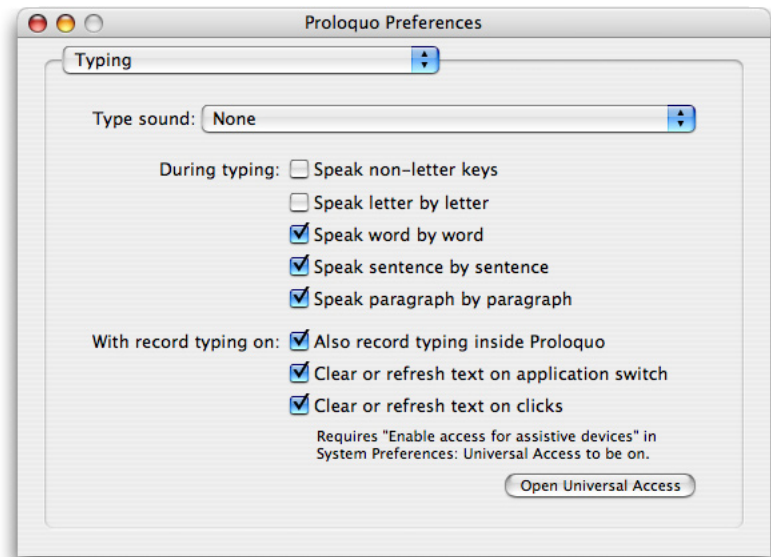 Proloquo Preferences
Typing
Type sound: None
During typing: Speak non-letter keys
Speak letter by letter
Speak word by word
Speak sentence by sentence
Speak paragraph by paragraph
With record typing on: Also record typing inside Proloquo
Clear or refresh text on application switch
Clear or refresh text on clicks
Requires "Enable access for assistive devices" in
System Preferences: Universal Access to be on.
Open Universal Access